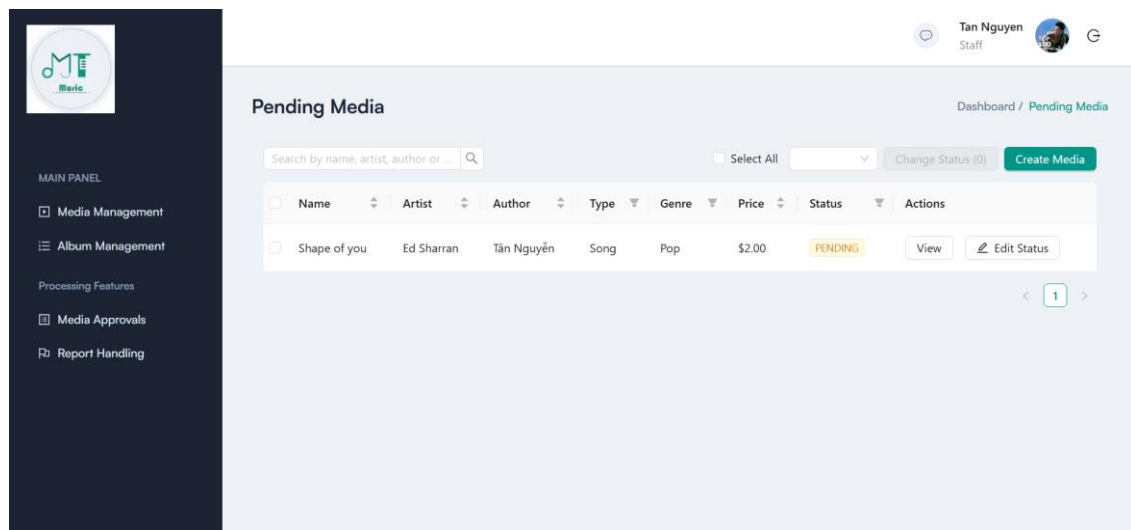 MT
Music
MAIN PANEL
Media Management
Album Management
Processing Features
Media Approvals
Report Handling
Tan Nguyen
Staff
Pending Media
Dashboard / Pending Media
Search by name, artist, author or ...
Select All
Change Status (0)
Create Media
Name Artist Author Type Genre Price Status Actions
Shape of you Ed Sharran Tân Nguyễn Song Pop $2.00 PENDING View Edit Status
< 1 >